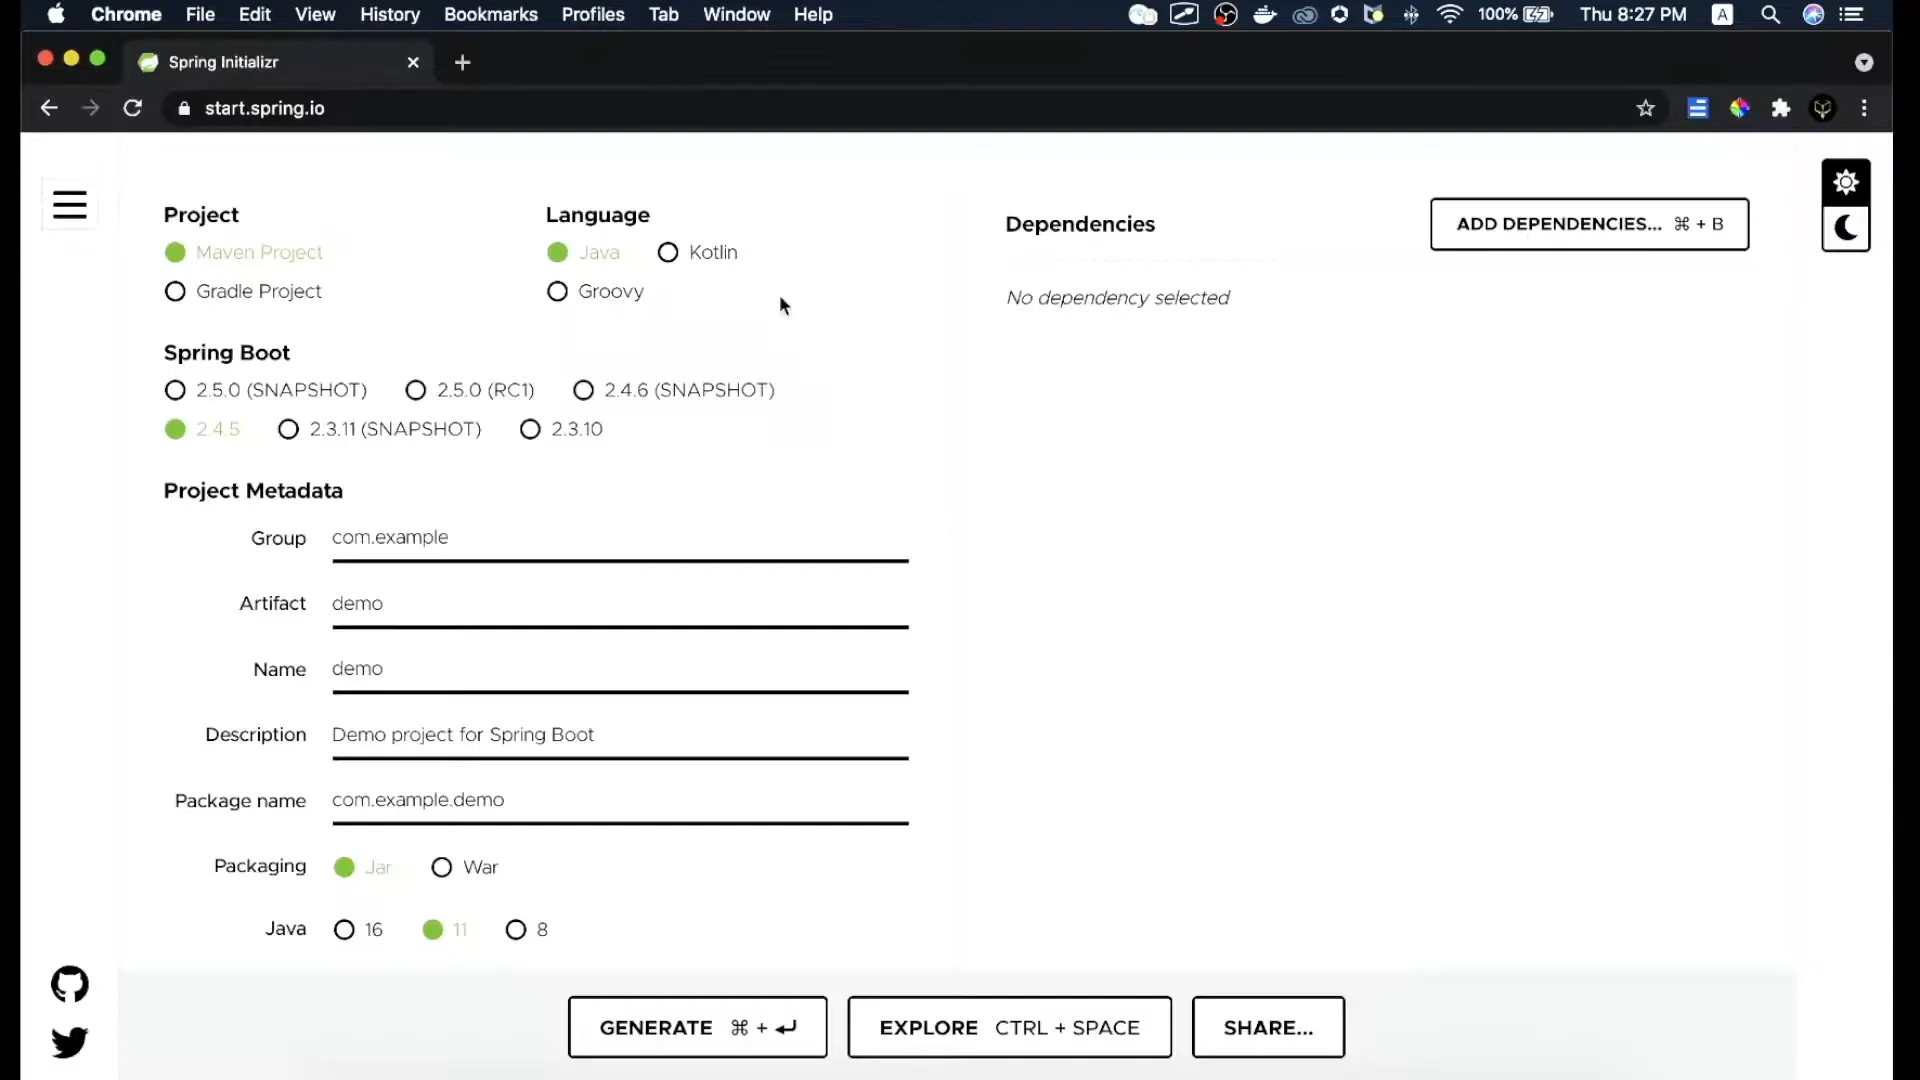 Chrome File Edit View History Bookmarks Profiles Tab Window Help 100% Thu 8:27 PM A
Spring Initializr
start.spring.io
Project
Maven Project
Gradle Project
Language
Java Kotlin
Groovy
Spring Boot
2.5.0 (SNAPSHOT) 2.5.0 (RC1) 2.4.6 (SNAPSHOT)
2.4.5 2.3.11 (SNAPSHOT) 2.3.10
Project Metadata
Group com.example
Artifact demo
Name demo
Description Demo project for Spring Boot
Package name com.example.demo
Packaging Jar War
Java 16 11 8
Dependencies
ADD DEPENDENCIES... ⌘ + B
No dependency selected
GENERATE ⌘ + ↵
EXPLORE CTRL + SPACE
SHARE...